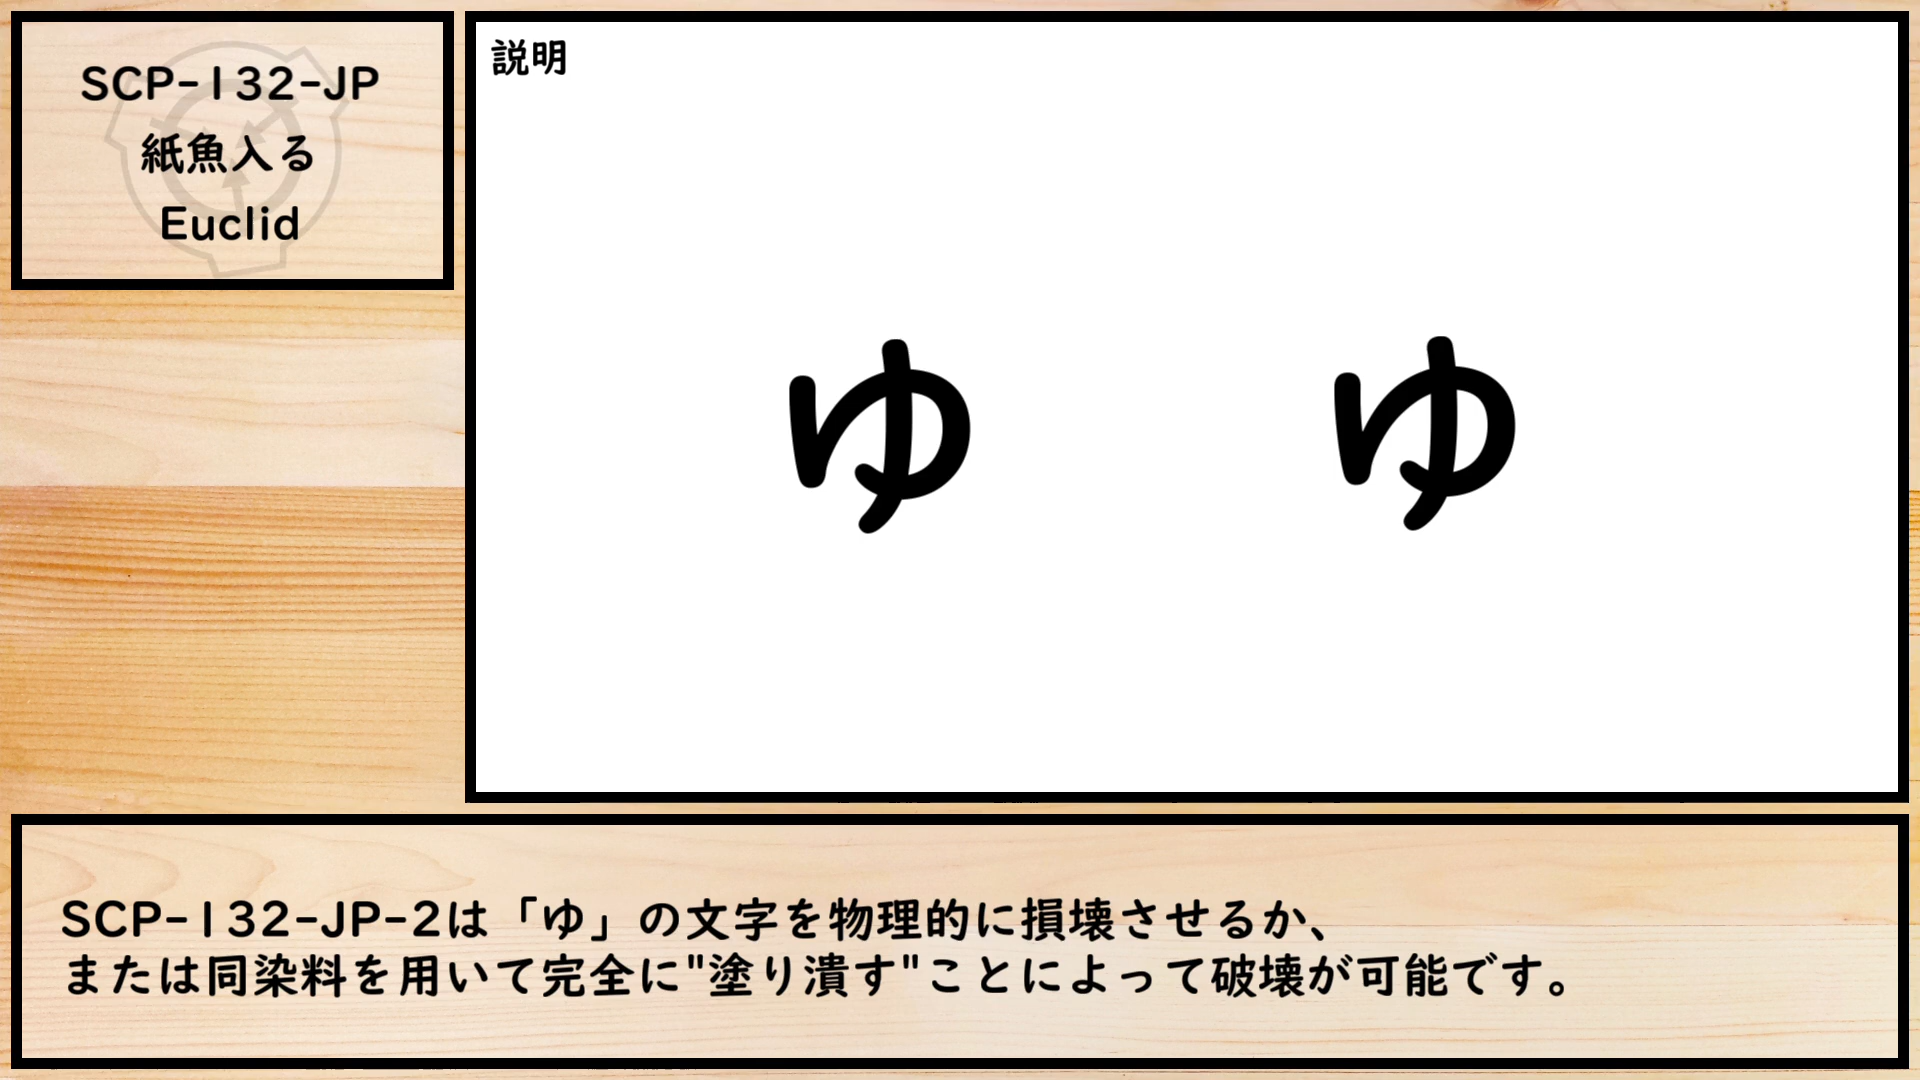 SCP-132-JP
紙魚入る
Euclid
説明
ゆ ゆ
SCP-132-JP-2は「ゆ」の文字を物理的に損壊させるか、
または同染料を用いて完全に"塗り潰す"ことによって破壊が可能です。